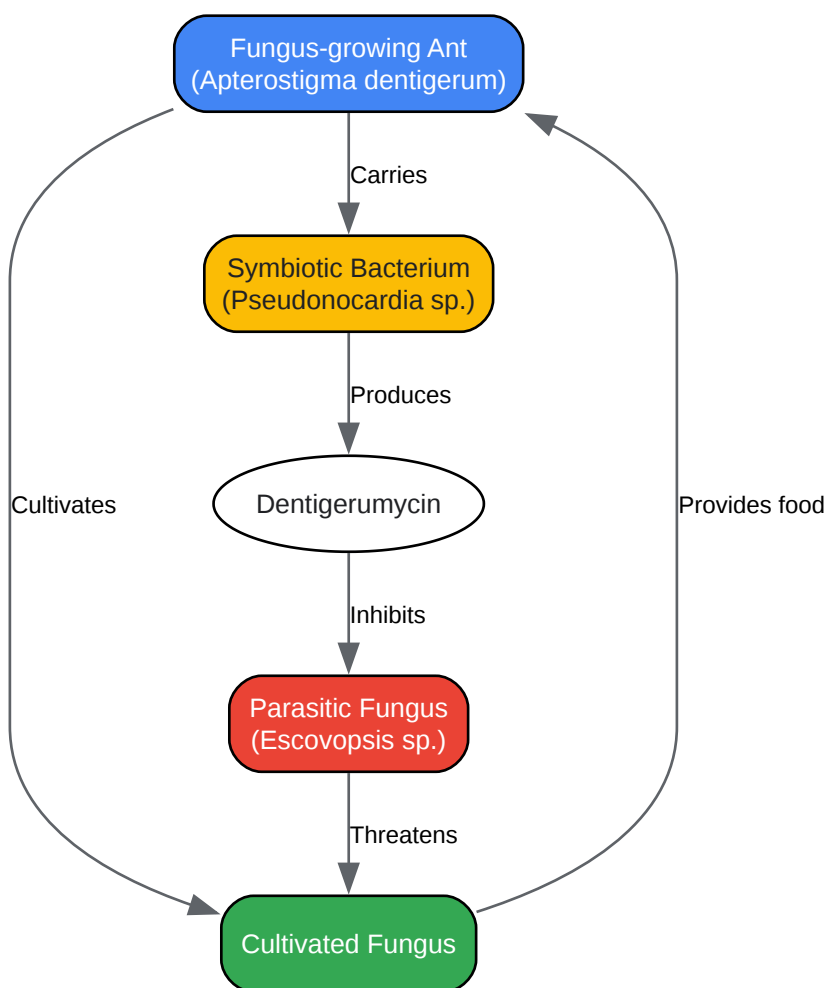 Fungus-growing Ant
(Apterostigma dentigerum)
Carries
Symbiotic Bacterium
(Pseudonocardia sp.)
Produces
Cultivates
Dentigerumycin
Provides food
Inhibits
Parasitic Fungus
(Escovopsis sp.)
Threatens
Cultivated Fungus